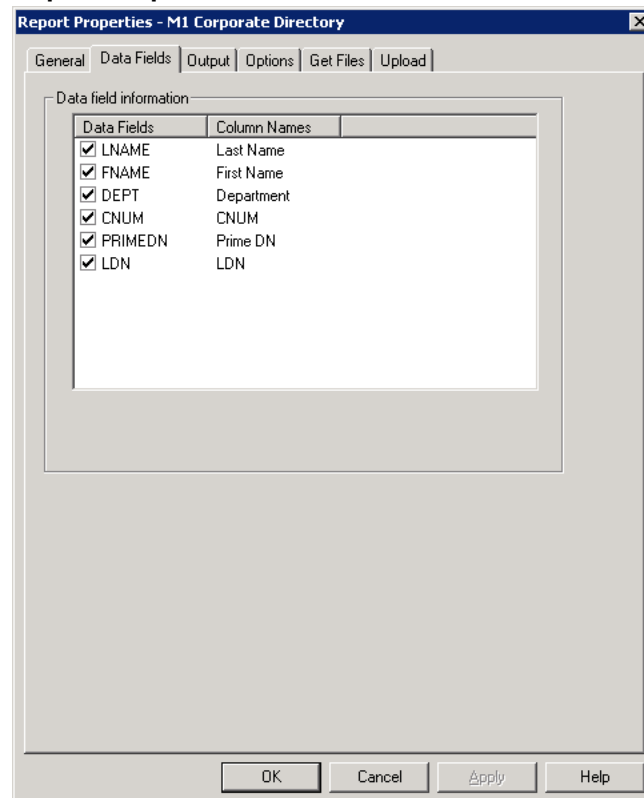 Report Properties - M1 Corporate Directory
General Data Fields Output Options Get Files Upload
Data field information
Data Fields Column Names
LNAME Last Name
FNAME First Name
DEPT Department
CNUM CNUM
PRIMEDN Prime DN
LDN LDN
OK Cancel Apply Help